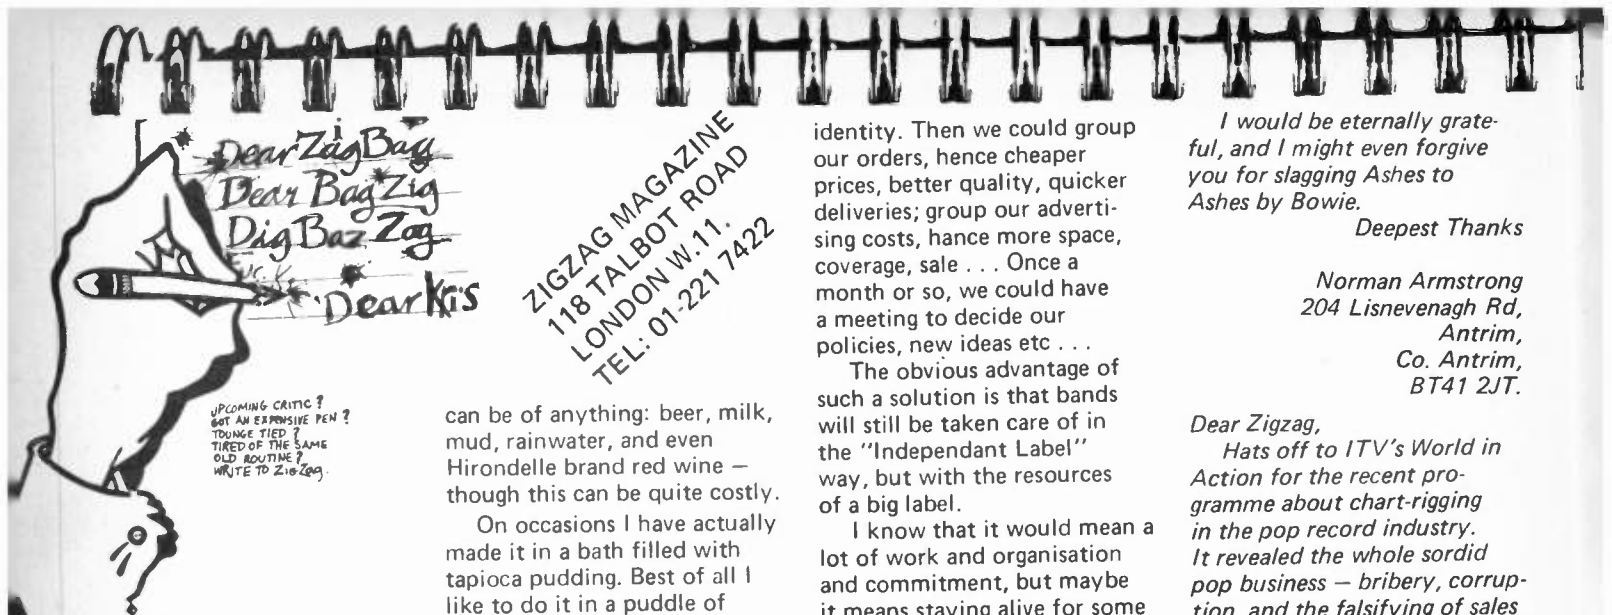 Dear ZagBag
Dear BagZig
Dig Baz Zag
Dear Kris
UPCOMING CRITIC?
GOT AN EXPENSIVE PEN?
TOUNGE TIED?
TIRED OF THE SAME
OLD ROUTINE?
WRITE TO ZigZag.
ZIGZAG MAGAZINE
118 TALBOT ROAD
LONDON W.11.
TEL: 01-221 7422
can be of anything: beer, milk,
mud, rainwater, and even
Hirondelle brand red wine —
though this can be quite costly.
On occasions I have actually
made it in a bath filled with
tapioca pudding. Best of all I
like to do it in a puddle of
identity. Then we could group
our orders, hence cheaper
prices, better quality, quicker
deliveries; group our adverti-
sing costs, hance more space,
coverage, sale . . . Once a
month or so, we could have
a meeting to decide our
policies, new ideas etc . . .
The obvious advantage of
such a solution is that bands
will still be taken care of in
the "Independant Label"
way, but with the resources
of a big label.
I know that it would mean a
lot of work and organisation
and commitment, but maybe
it means staying alive for some
I would be eternally grate-
ful, and I might even forgive
you for slagging Ashes to
Ashes by Bowie.
Deepest Thanks
Norman Armstrong
204 Lisnevenagh Rd,
Antrim,
Co. Antrim,
BT41 2JT.
Dear Zigzag,
Hats off to ITV's World in
Action for the recent pro-
gramme about chart-rigging
in the pop record industry.
It revealed the whole sordid
pop business — bribery, corrup-
tion, and the falsifying of sales